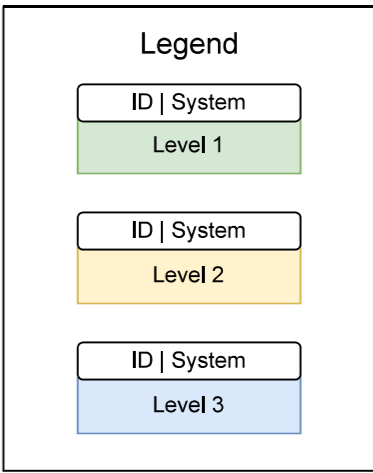 Legend
ID | System
Level 1
ID | System
Level 2
ID | System
Level 3